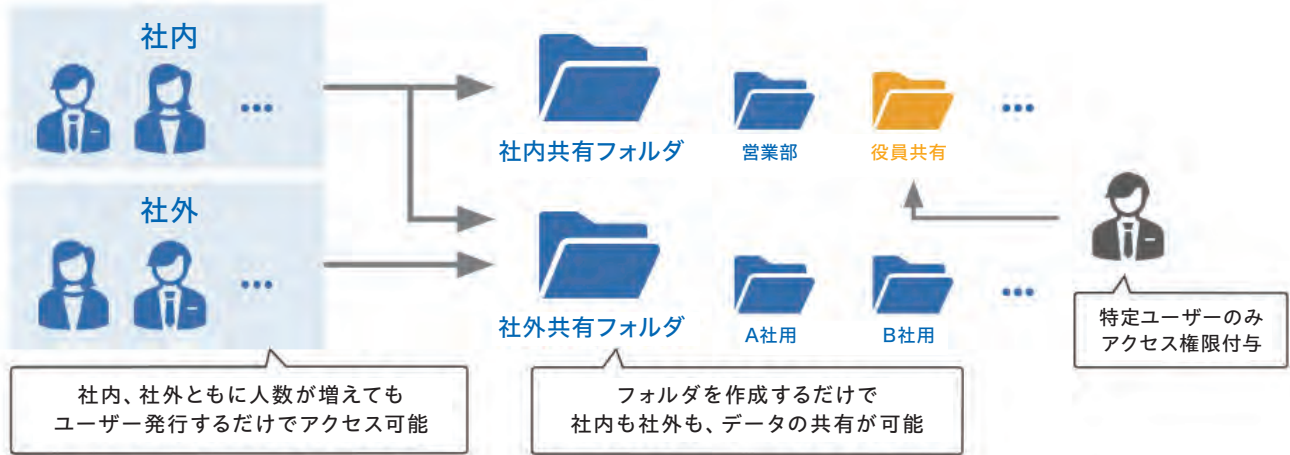 社内
…
社内共有フォルダ
営業部
役員共有
…
社外
…
社外共有フォルダ
A社用
B社用
…
特定ユーザーのみ
アクセス権限付与
社内、社外ともに人数が増えても
ユーザー発行するだけでアクセス可能
フォルダを作成するだけで
社内も社外も、データの共有が可能